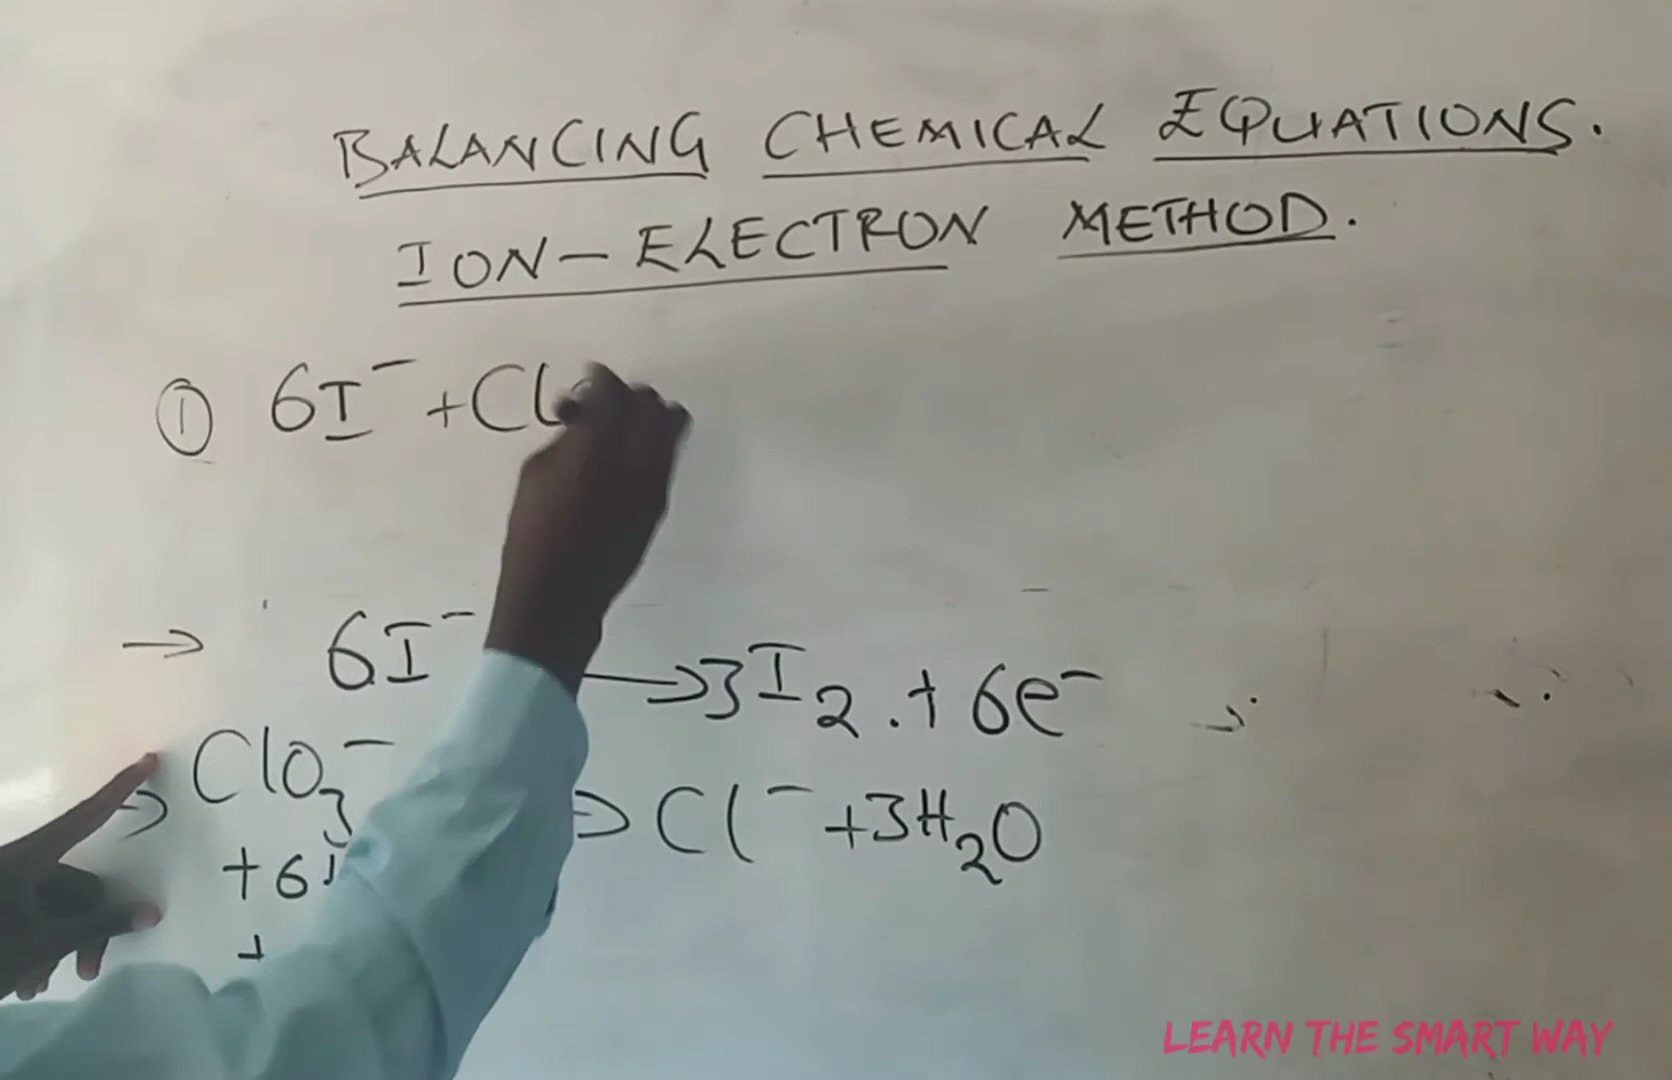 BALANCING CHEMICAL EQUATIONS.
ION-ELECTRON METHOD.
① 6I⁻ + Cl
→ 6I⁻ → 3I₂ + 6e⁻
→ ClO₃⁻ → Cl⁻ + 3H₂O
+ 6
+
LEARN THE SMART WAY